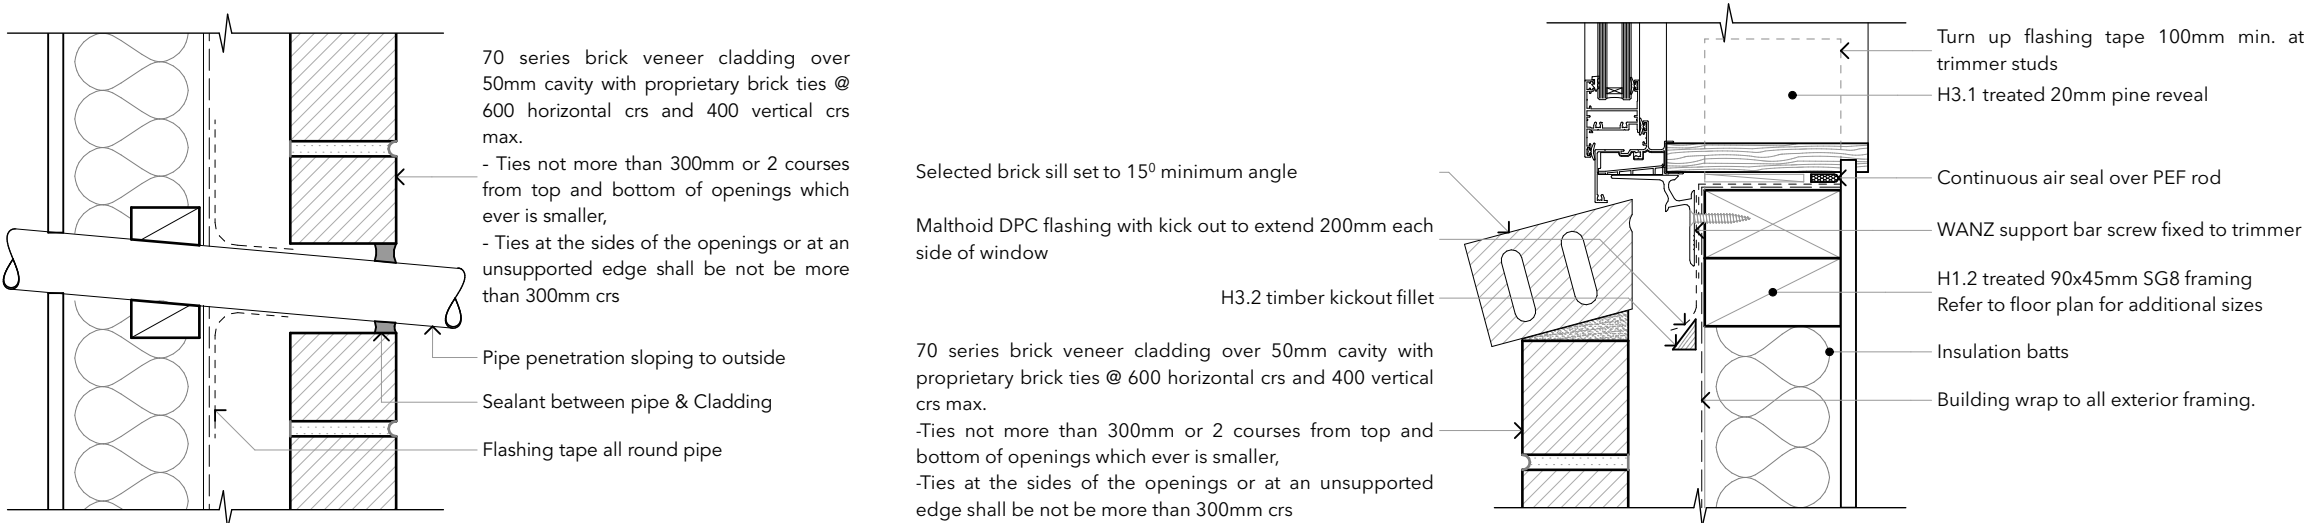 70 series brick veneer cladding over
50mm cavity with proprietary brick ties @
600 horizontal crs and 400 vertical crs
max.
- Ties not more than 300mm or 2 courses
from top and bottom of openings which
ever is smaller,
- Ties at the sides of the openings or at an
unsupported edge shall be not be more
than 300mm crs
Pipe penetration sloping to outside
Sealant between pipe & Cladding
Flashing tape all round pipe
Selected brick sill set to 15⁰ minimum angle
Malthoid DPC flashing with kick out to extend 200mm each
side of window
H3.2 timber kickout fillet
70 series brick veneer cladding over 50mm cavity with
proprietary brick ties @ 600 horizontal crs and 400 vertical
crs max.
-Ties not more than 300mm or 2 courses from top and
bottom of openings which ever is smaller,
-Ties at the sides of the openings or at an unsupported
edge shall be not be more than 300mm crs
Turn up flashing tape 100mm min. at
trimmer studs
H3.1 treated 20mm pine reveal
Continuous air seal over PEF rod
WANZ support bar screw fixed to trimmer
H1.2 treated 90x45mm SG8 framing
Refer to floor plan for additional sizes
Insulation batts
Building wrap to all exterior framing.